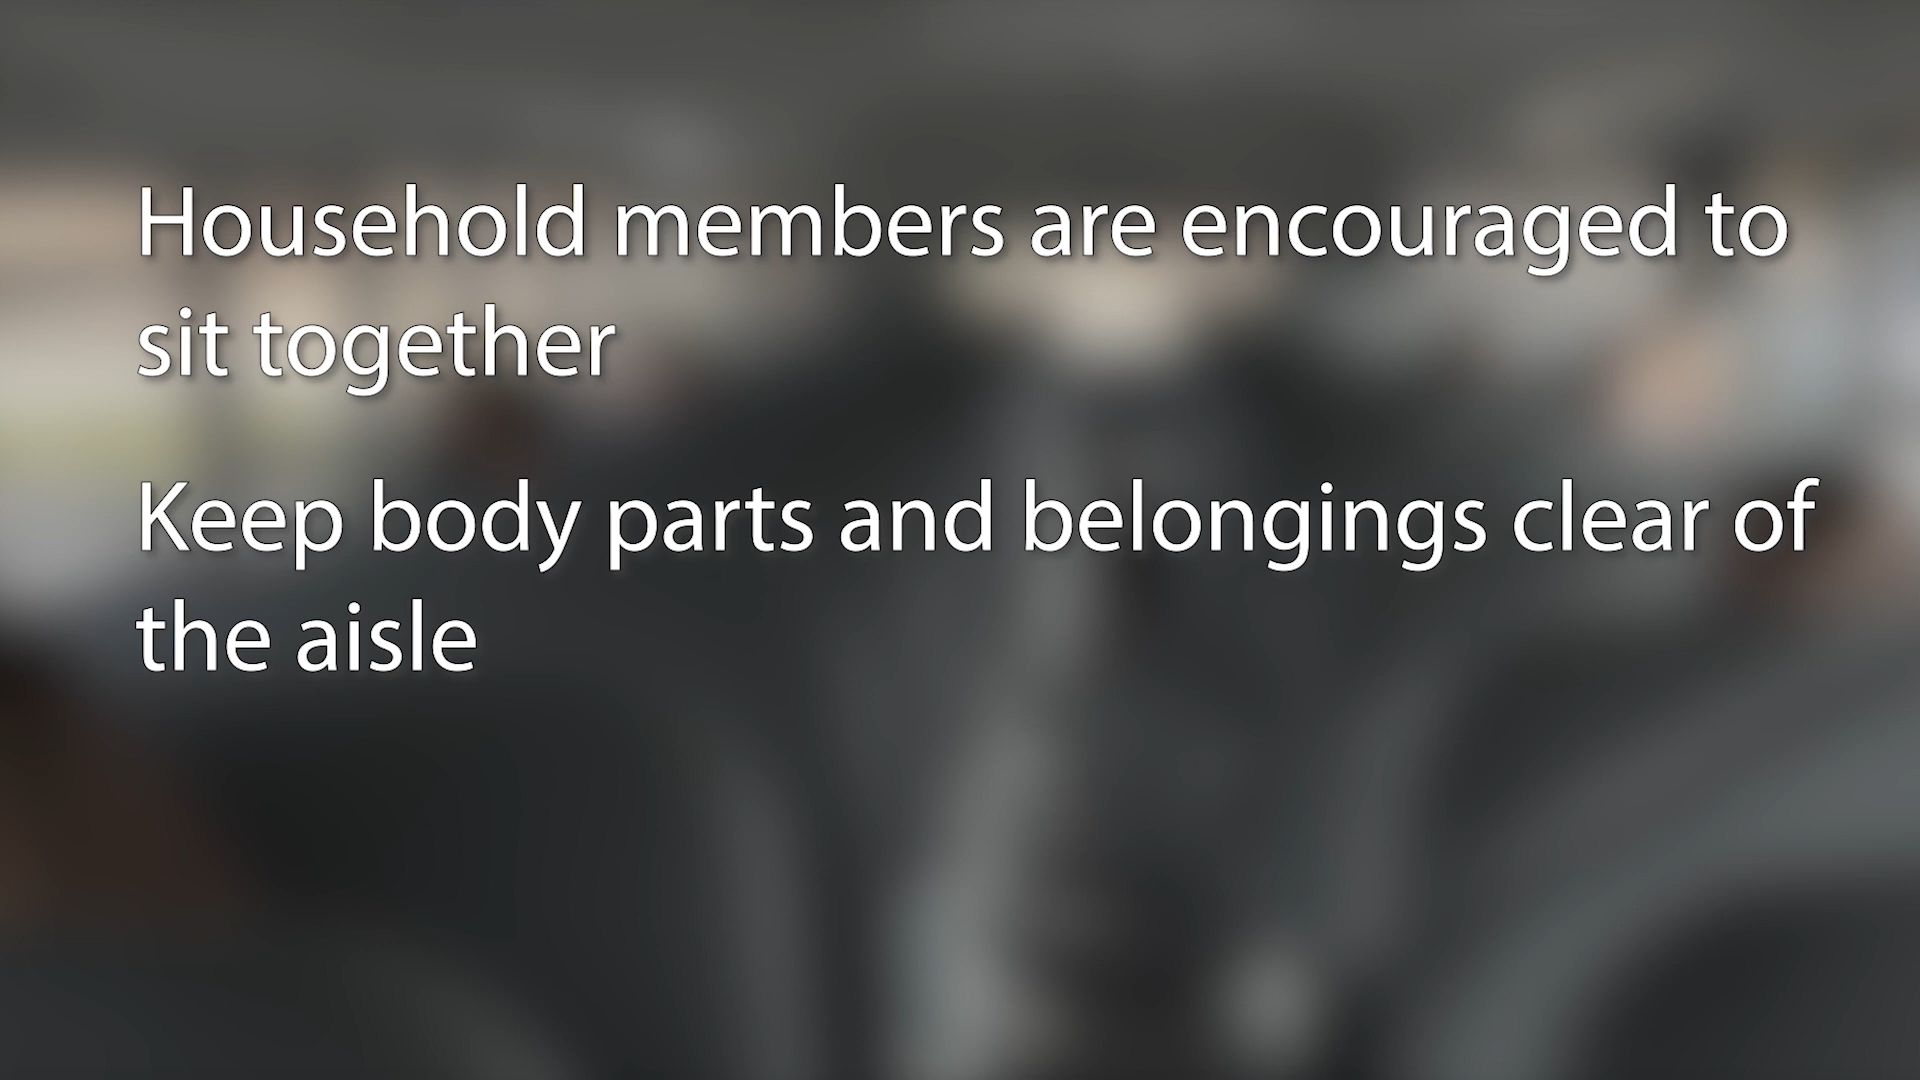 Household members are encouraged to
sit together
Keep body parts and belongings clear of
the aisle